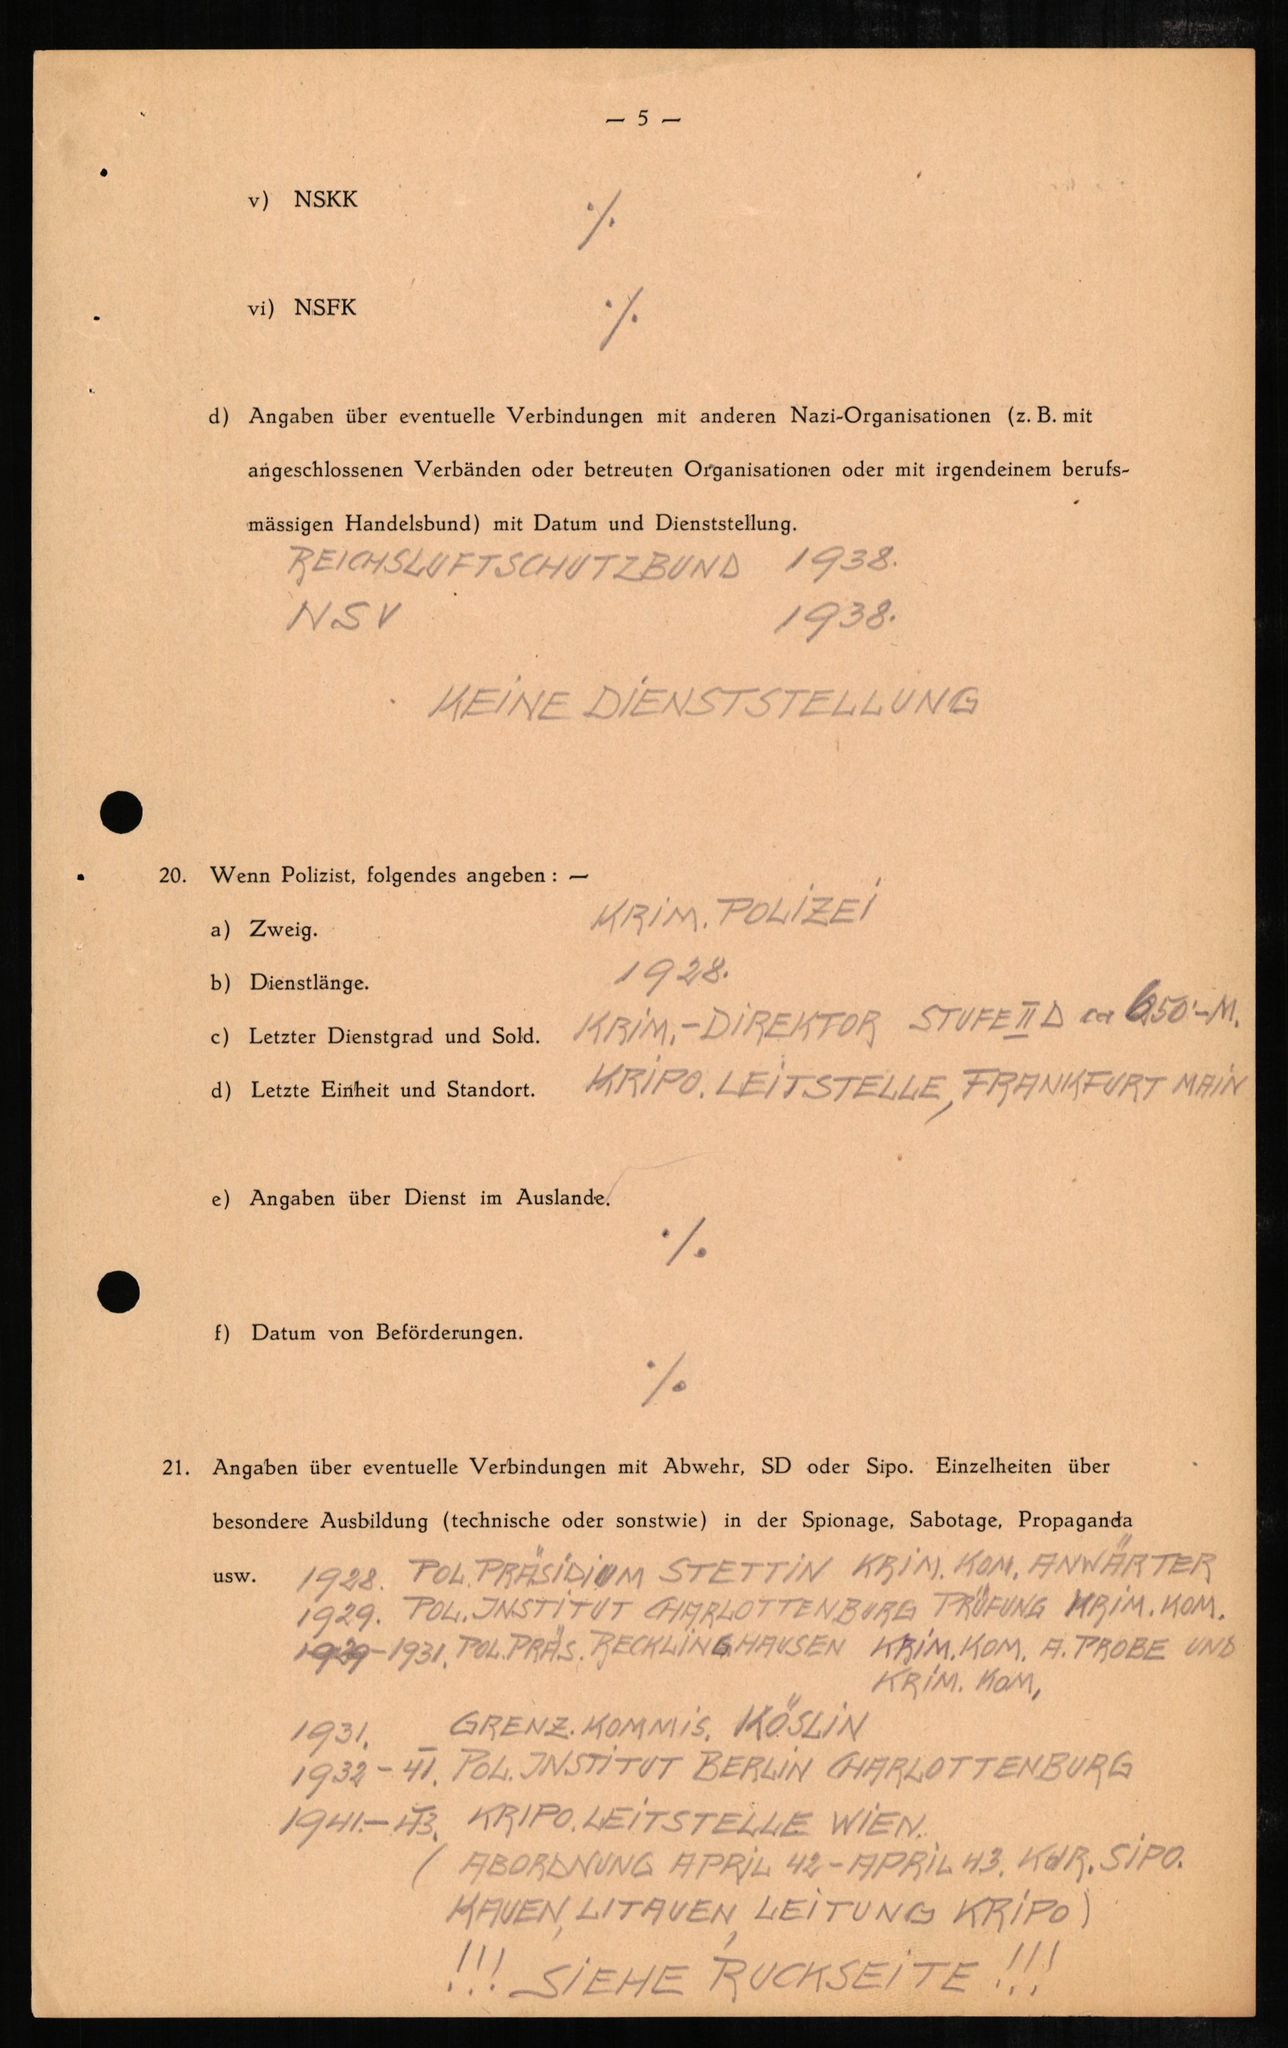 — 5 —
v) NSKK ·/.
vi) NSFK ·/.
d) Angaben über eventuelle Verbindungen mit anderen Nazi-Organisationen (z. B. mit
angeschlossenen Verbänden oder betreuten Organisationen oder mit irgendeinem berufs-
mässigen Handelsbund) mit Datum und Dienststellung.
REICHSLUFTSCHUTZBUND 1938.
NSV 1938.
KEINE DIENSTSTELLUNG
20. Wenn Polizist, folgendes angeben : —
a) Zweig. KRIM. POLIZEI
b) Dienstlänge. 1928.
c) Letzter Dienstgrad und Sold. KRIM.-DIREKTOR STUFE II D ca 650.-M.
d) Letzte Einheit und Standort. KRIPO. LEITSTELLE, FRANKFURT MAIN
e) Angaben über Dienst im Auslande.
·/.
f) Datum von Beförderungen.
·/.
21. Angaben über eventuelle Verbindungen mit Abwehr, SD oder Sipo. Einzelheiten über
besondere Ausbildung (technische oder sonstwie) in der Spionage, Sabotage, Propaganda
usw. 1928. POL. PRÄSIDIUM STETTIN KRIM. KOM. ANWÄRTER
1929. POL. INSTITUT CHARLOTTENBURG PRÜFUNG KRIM. KOM.
1929-1931. POL. PRÄS. RECKLINGHAUSEN KRIM. KOM. A. PROBE UND
KRIM. KOM,
1931. GRENZ. KOMMIS. KÖSLIN
1932-41. POL. INSTITUT BERLIN CHARLOTTENBURG
1941.-43. KRIPO. LEITSTELLE WIEN.
( ABORDNUNG APRIL 42-APRIL 43. KdR. SIPO.
KAUEN, LITAUEN, LEITUNG KRIPO)
!!! SIEHE RUCKSEITE !!!